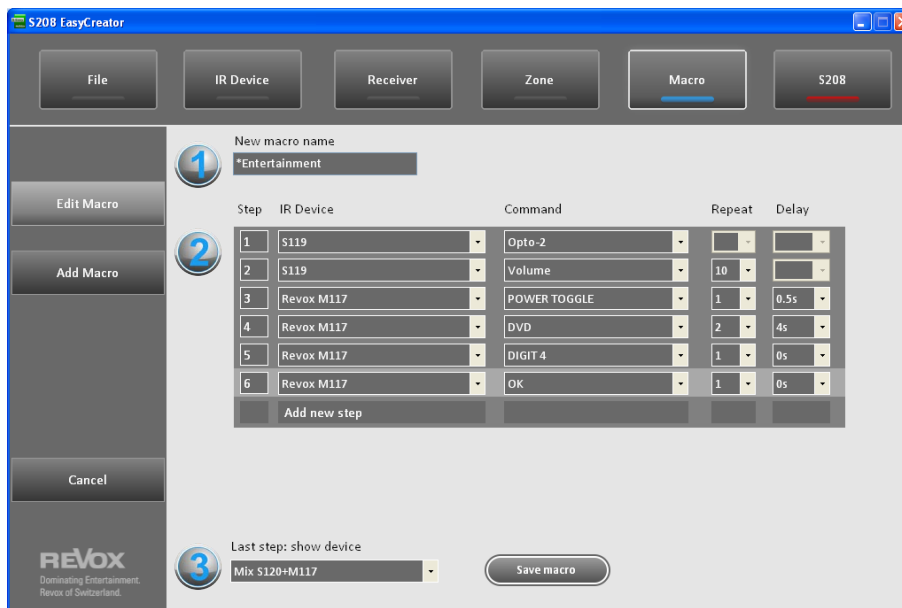 S208 EasyCreator
File IR Device Receiver Zone Macro S208
New macro name
1 *Entertainment
Edit Macro
Add Macro
Step IR Device Command Repeat Delay
2
1 S119 Opto-2
2 S119 Volume 10
3 Revox M117 POWER TOGGLE 1 0.5s
4 Revox M117 DVD 2 4s
5 Revox M117 DIGIT 4 1 0s
6 Revox M117 OK 1 0s
Add new step
Cancel
Last step: show device
3 Mix S120+M117 Save macro
REVOX
Dominating Entertainment.
Revox of Switzerland.